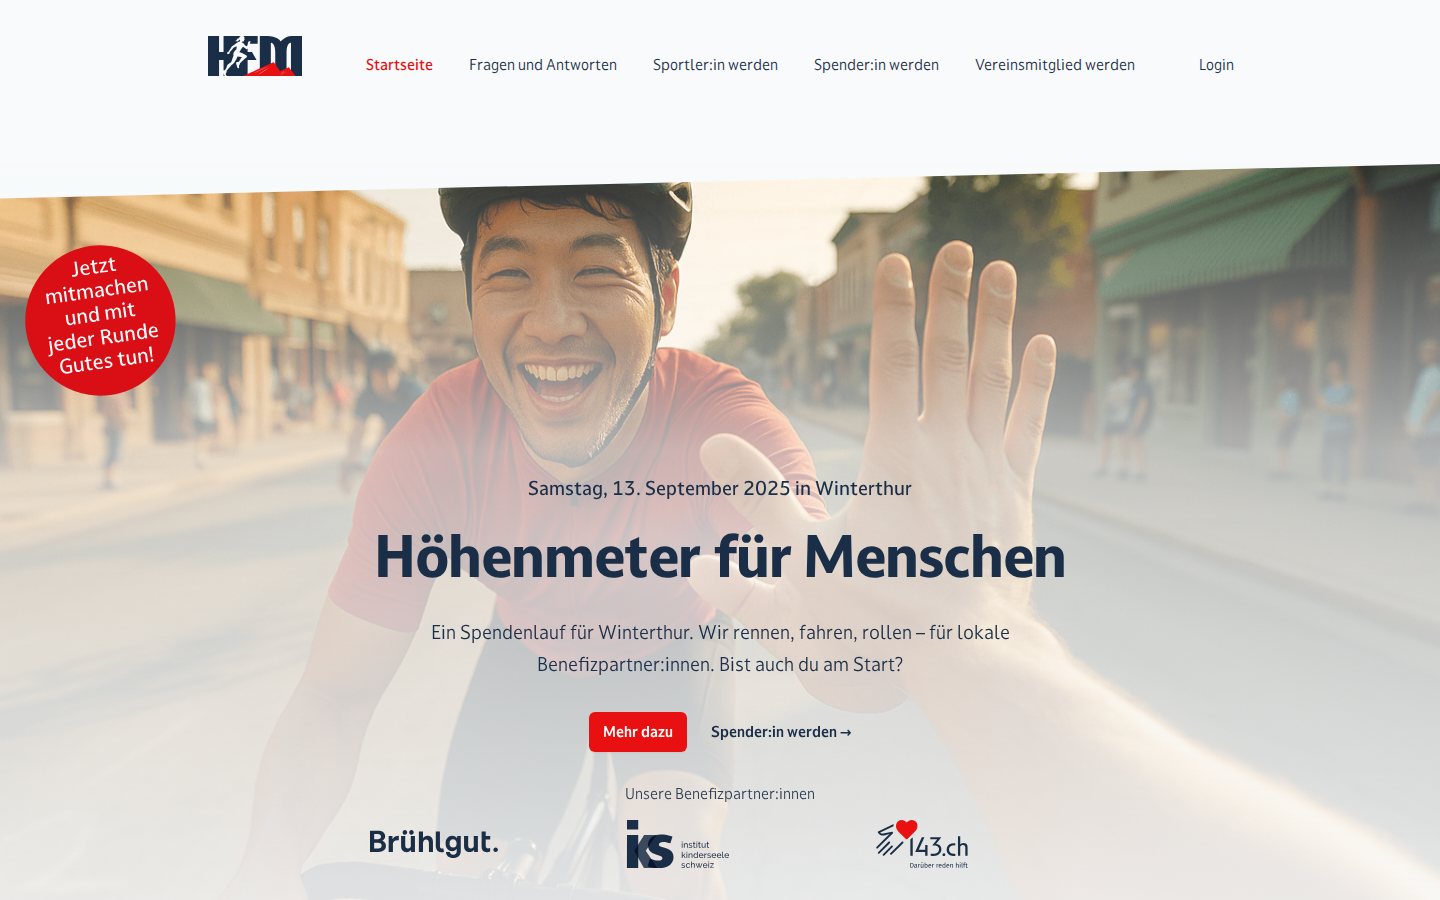 HFM
Startseite
Fragen und Antworten
Sportler:in werden
Spender:in werden
Vereinsmitglied werden
Login
Jetzt
mitmachen
und mit
jeder Runde
Gutes tun!
Samstag, 13. September 2025 in Winterthur
Höhenmeter für Menschen
Ein Spendenlauf für Winterthur. Wir rennen, fahren, rollen – für lokale
Benefizpartner:innen. Bist auch du am Start?
Mehr dazu
Spender:in werden →
Unsere Benefizpartner:innen
Brühlgut.
iks
institut
kinderseele
schweiz
143.ch
Darüber reden hilft